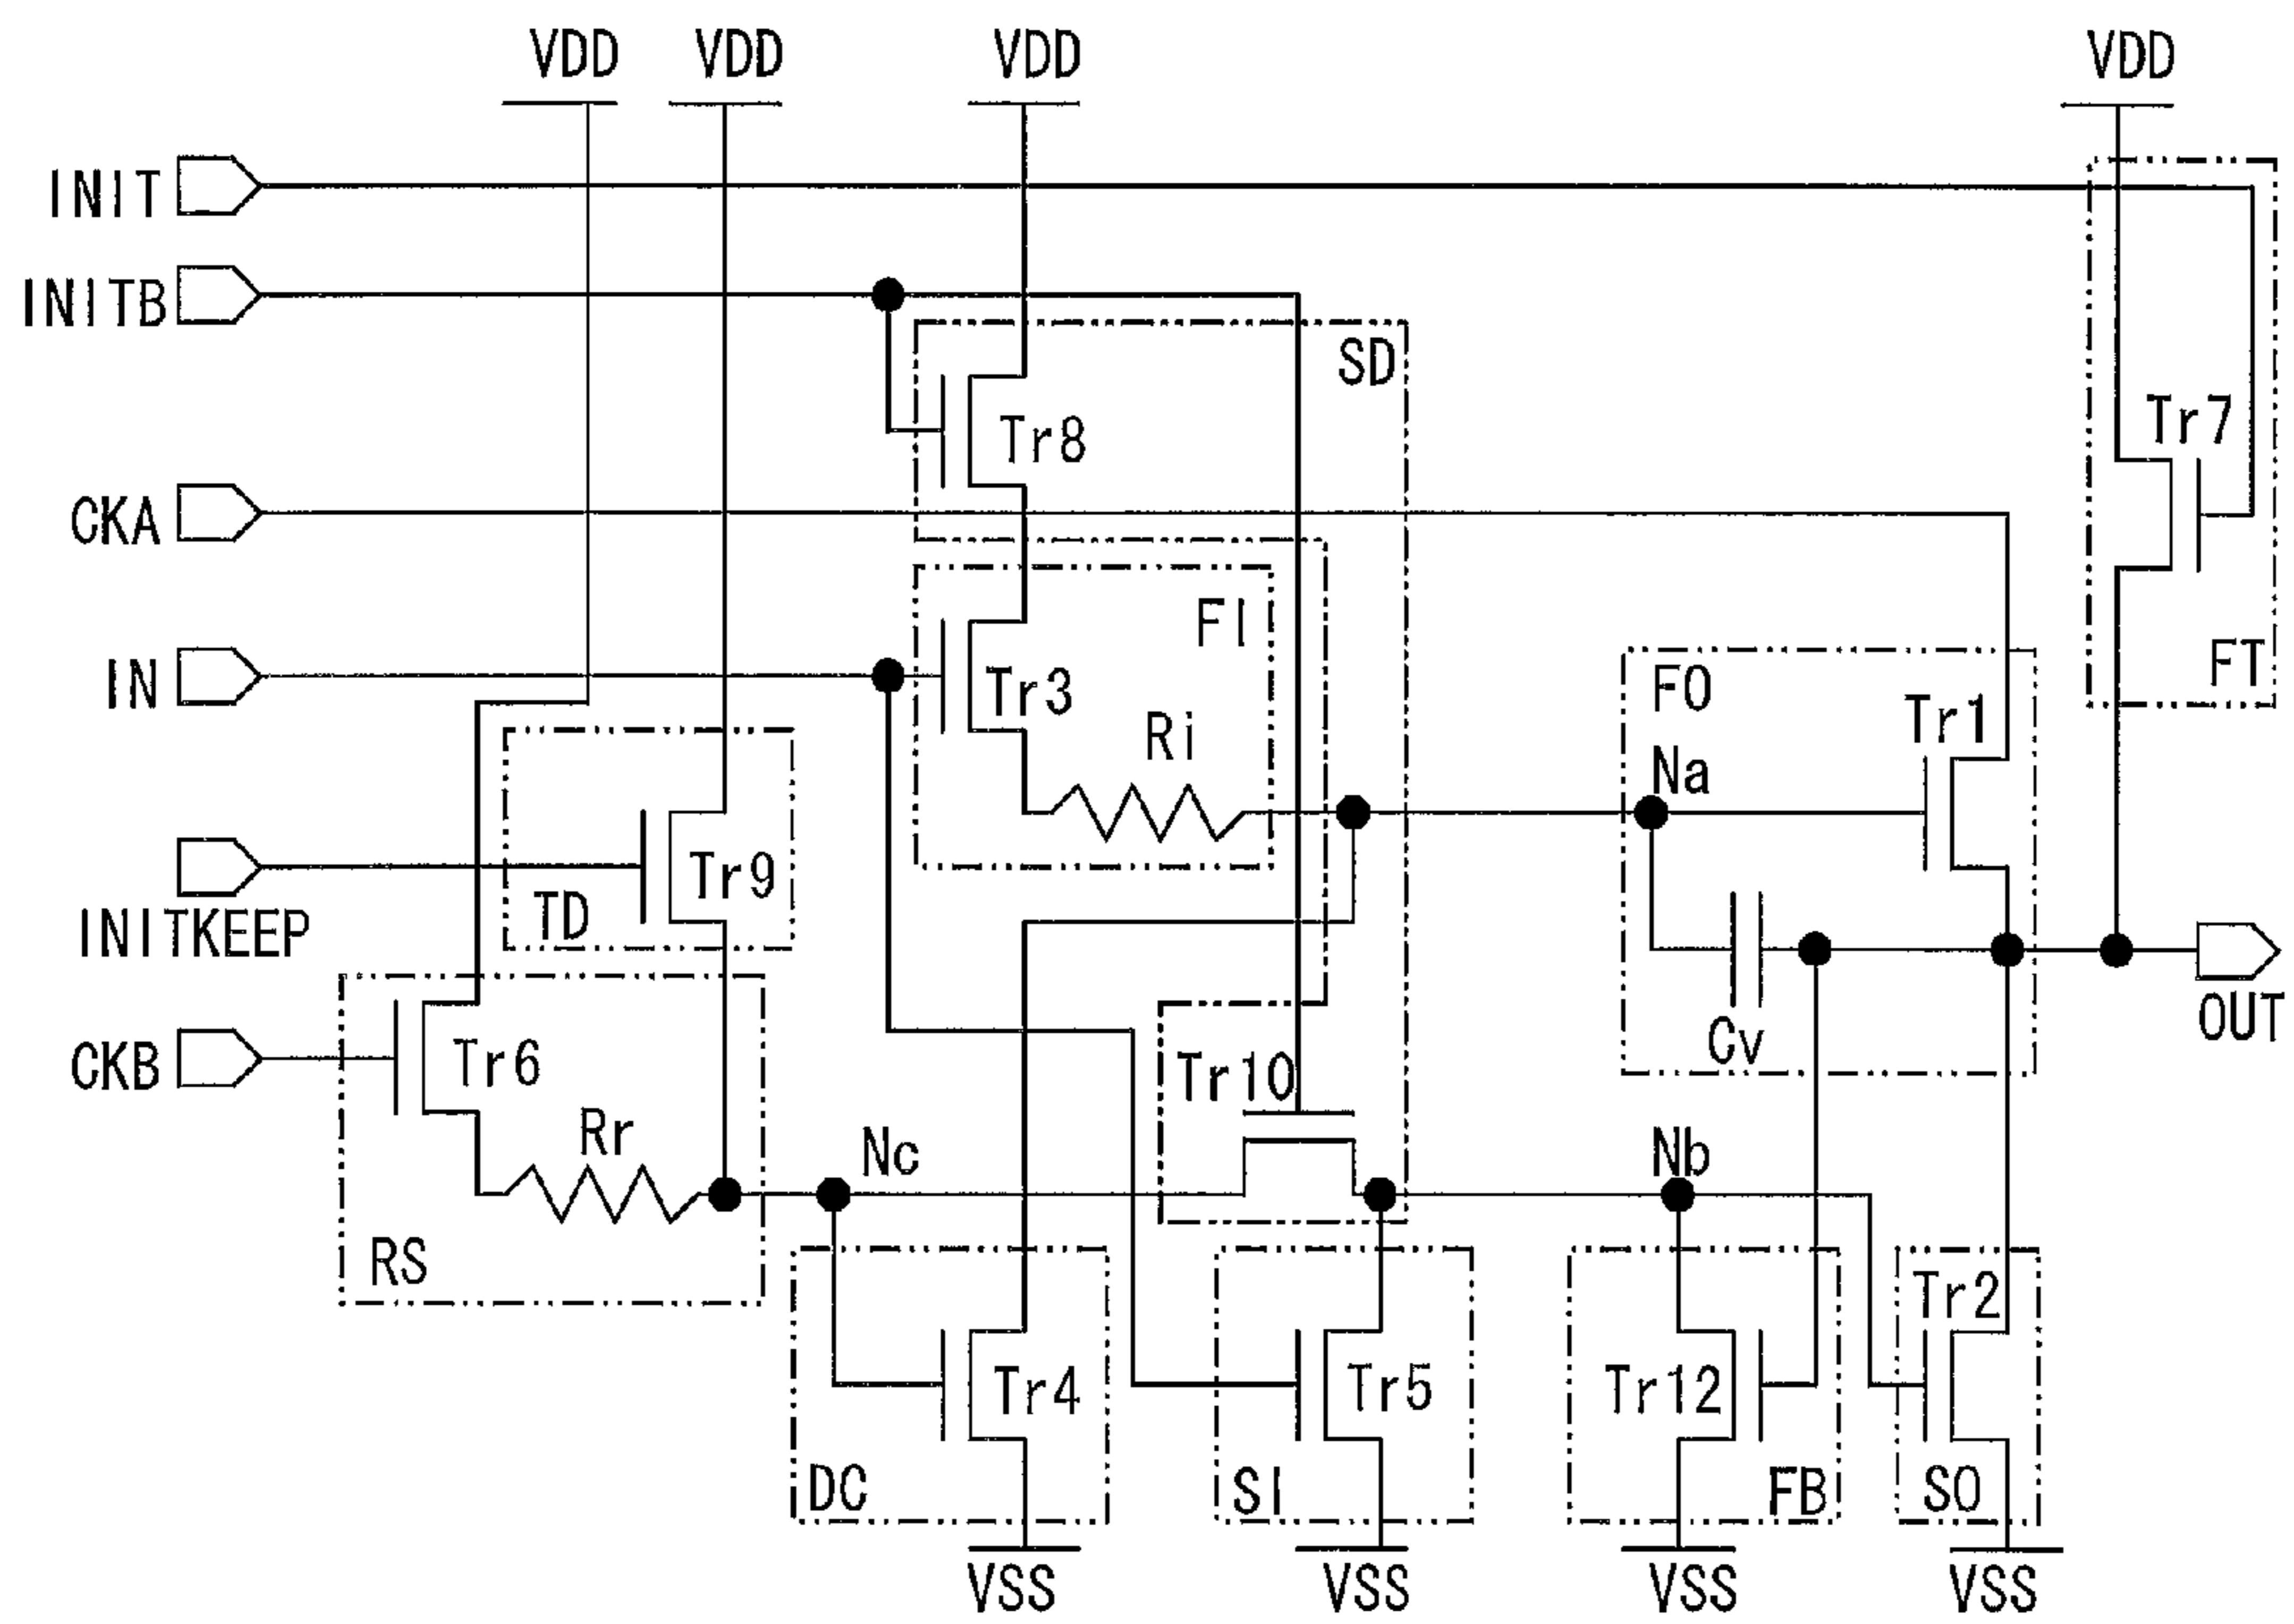 VDD VDD VDD VDD
INIT
INITB
SD
Tr8
Tr7
CKA
FI
IN
Tr3
FT
FO
Tr1
Ri
Na
Tr9
TD
INITKEEP
OUT
Cv
CKB
Tr6
Tr10
Rr
Nc
Nb
RS
Tr2
Tr4
Tr5
Tr12
DC
SI
FB
SO
VSS VSS VSS VSS